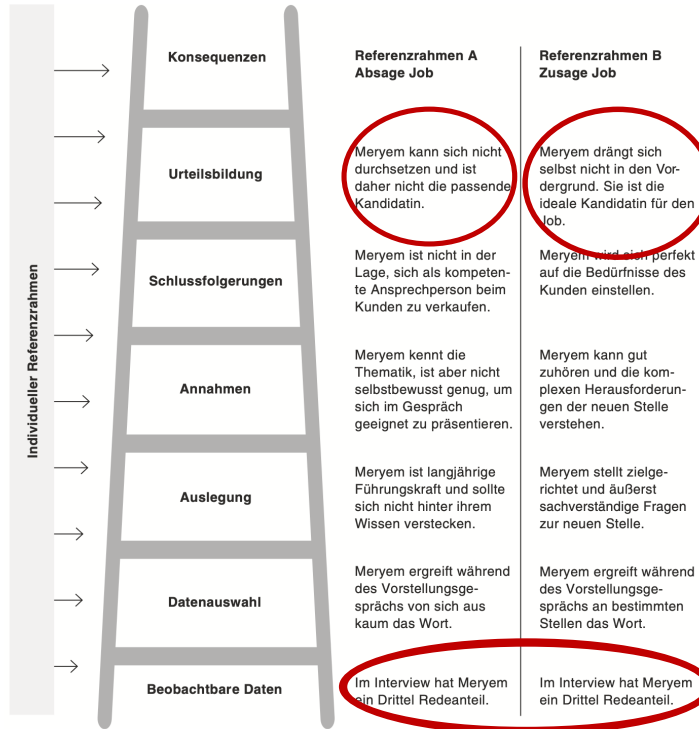 Individueller Referenzrahmen
Konsequenzen
Referenzrahmen A
Absage Job
Referenzrahmen B
Zusage Job
Urteilsbildung
Meryem kann sich nicht
durchsetzen und ist
daher nicht die passende
Kandidatin.
Meryem drängt sich
selbst nicht in den Vor-
dergrund. Sie ist die
ideale Kandidatin für den
Job.
Schlussfolgerungen
Meryem ist nicht in der
Lage, sich als kompeten-
te Ansprechperson beim
Kunden zu verkaufen.
Meryem wird sich perfekt
auf die Bedürfnisse des
Kunden einstellen.
Annahmen
Meryem kennt die
Thematik, ist aber nicht
selbstbewusst genug, um
sich im Gespräch
geeignet zu präsentieren.
Meryem kann gut
zuhören und die kom-
plexen Herausforderun-
gen der neuen Stelle
verstehen.
Auslegung
Meryem ist langjährige
Führungskraft und sollte
sich nicht hinter ihrem
Wissen verstecken.
Meryem stellt zielge-
richtet und äußerst
sachverständige Fragen
zur neuen Stelle.
Datenauswahl
Meryem ergreift während
des Vorstellungsge-
sprächs von sich aus
kaum das Wort.
Meryem ergreift während
des Vorstellungsge-
sprächs an bestimmten
Stellen das Wort.
Beobachtbare Daten
Im Interview hat Meryem
ein Drittel Redeanteil.
Im Interview hat Meryem
ein Drittel Redeanteil.